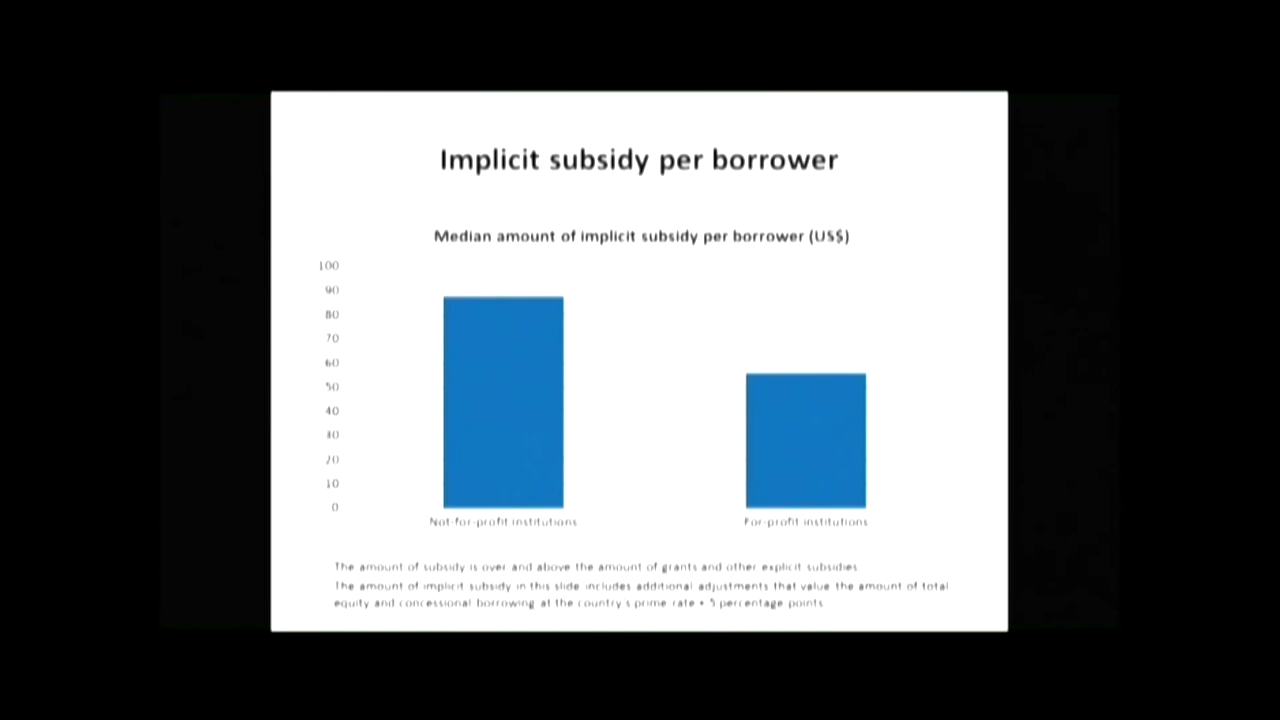 Implicit subsidy per borrower
Median amount of implicit subsidy per borrower (US$)
100
90
80
70
60
50
40
30
20
10
0
Not-for-profit institutions
For-profit institutions
The amount of subsidy is over and above the amount of grants and other explicit subsidies
The amount of implicit subsidy in this slide includes additional adjustments that value the amount of total
equity and concessional borrowing at the country s prime rate + 5 percentage points